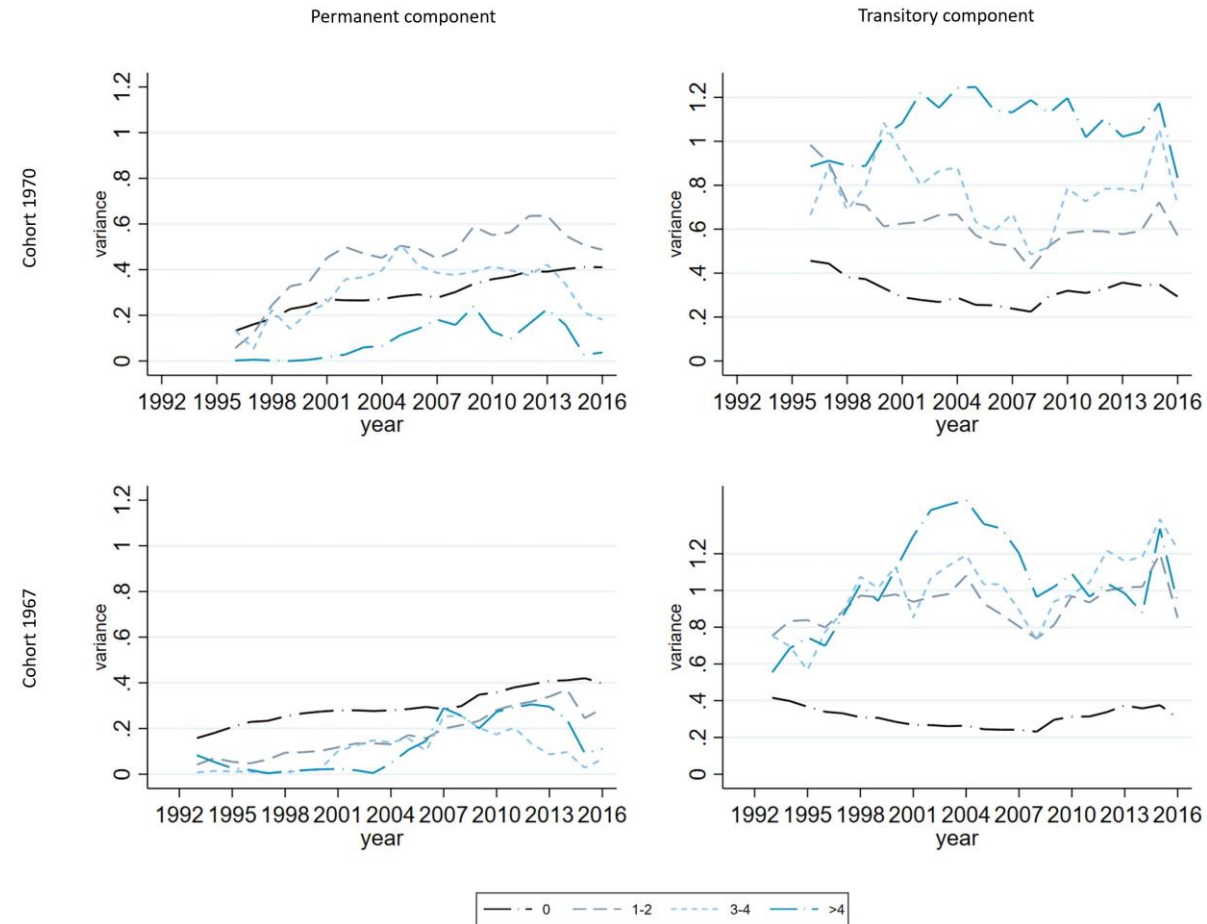 Permanent component
Transitory component
Cohort 1970
variance
0 .2 .4 .6 .8 1 1.2
1992 1995 1998 2001 2004 2007 2010 2013 2016
year
variance
0 .2 .4 .6 .8 1 1.2
1992 1995 1998 2001 2004 2007 2010 2013 2016
year
Cohort 1967
variance
0 .2 .4 .6 .8 1 1.2
1992 1995 1998 2001 2004 2007 2010 2013 2016
year
variance
0 .2 .4 .6 .8 1 1.2
1992 1995 1998 2001 2004 2007 2010 2013 2016
year
0 1-2 3-4 >4